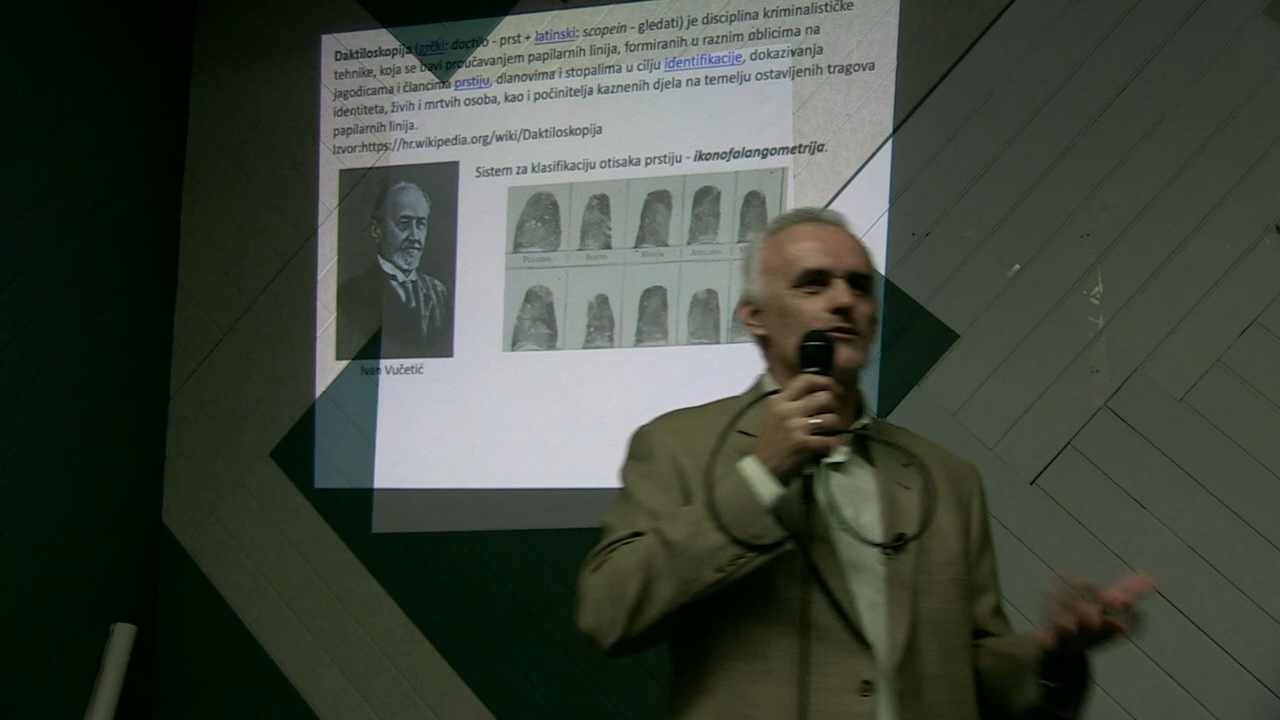 Daktiloskopija (grčki: dactilo - prst + latinski: scopein - gledati) je disciplina kriminalističke
tehnike, koja se bavi proučavanjem papilarnih linija, formiranih u raznim oblicima na
jagodicama i člancima prstiju, dlanovima i stopalima u cilju identifikacije, dokazivanja
identiteta, živih i mrtvih osoba, kao i počinitelja kaznenih djela na temelju ostavljenih tragova
papilarnih linija.
Izvor:https://hr.wikipedia.org/wiki/Daktiloskopija
Sistem za klasifikaciju otisaka prstiju - ikonofalangometrija.
Ivan Vučetić